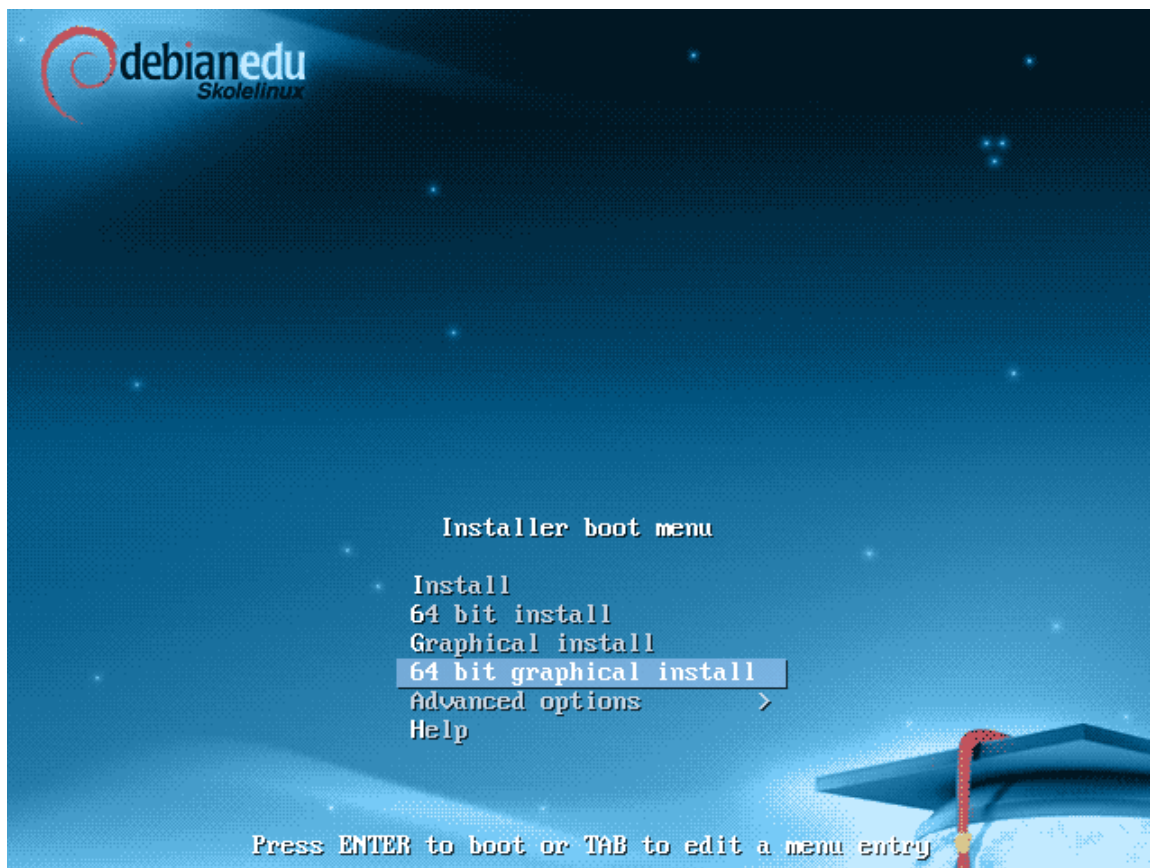 debianedu
Skolelinux
Installer boot menu
Install
64 bit install
Graphical install
64 bit graphical install
Advanced options >
Help
Press ENTER to boot or TAB to edit a menu entry